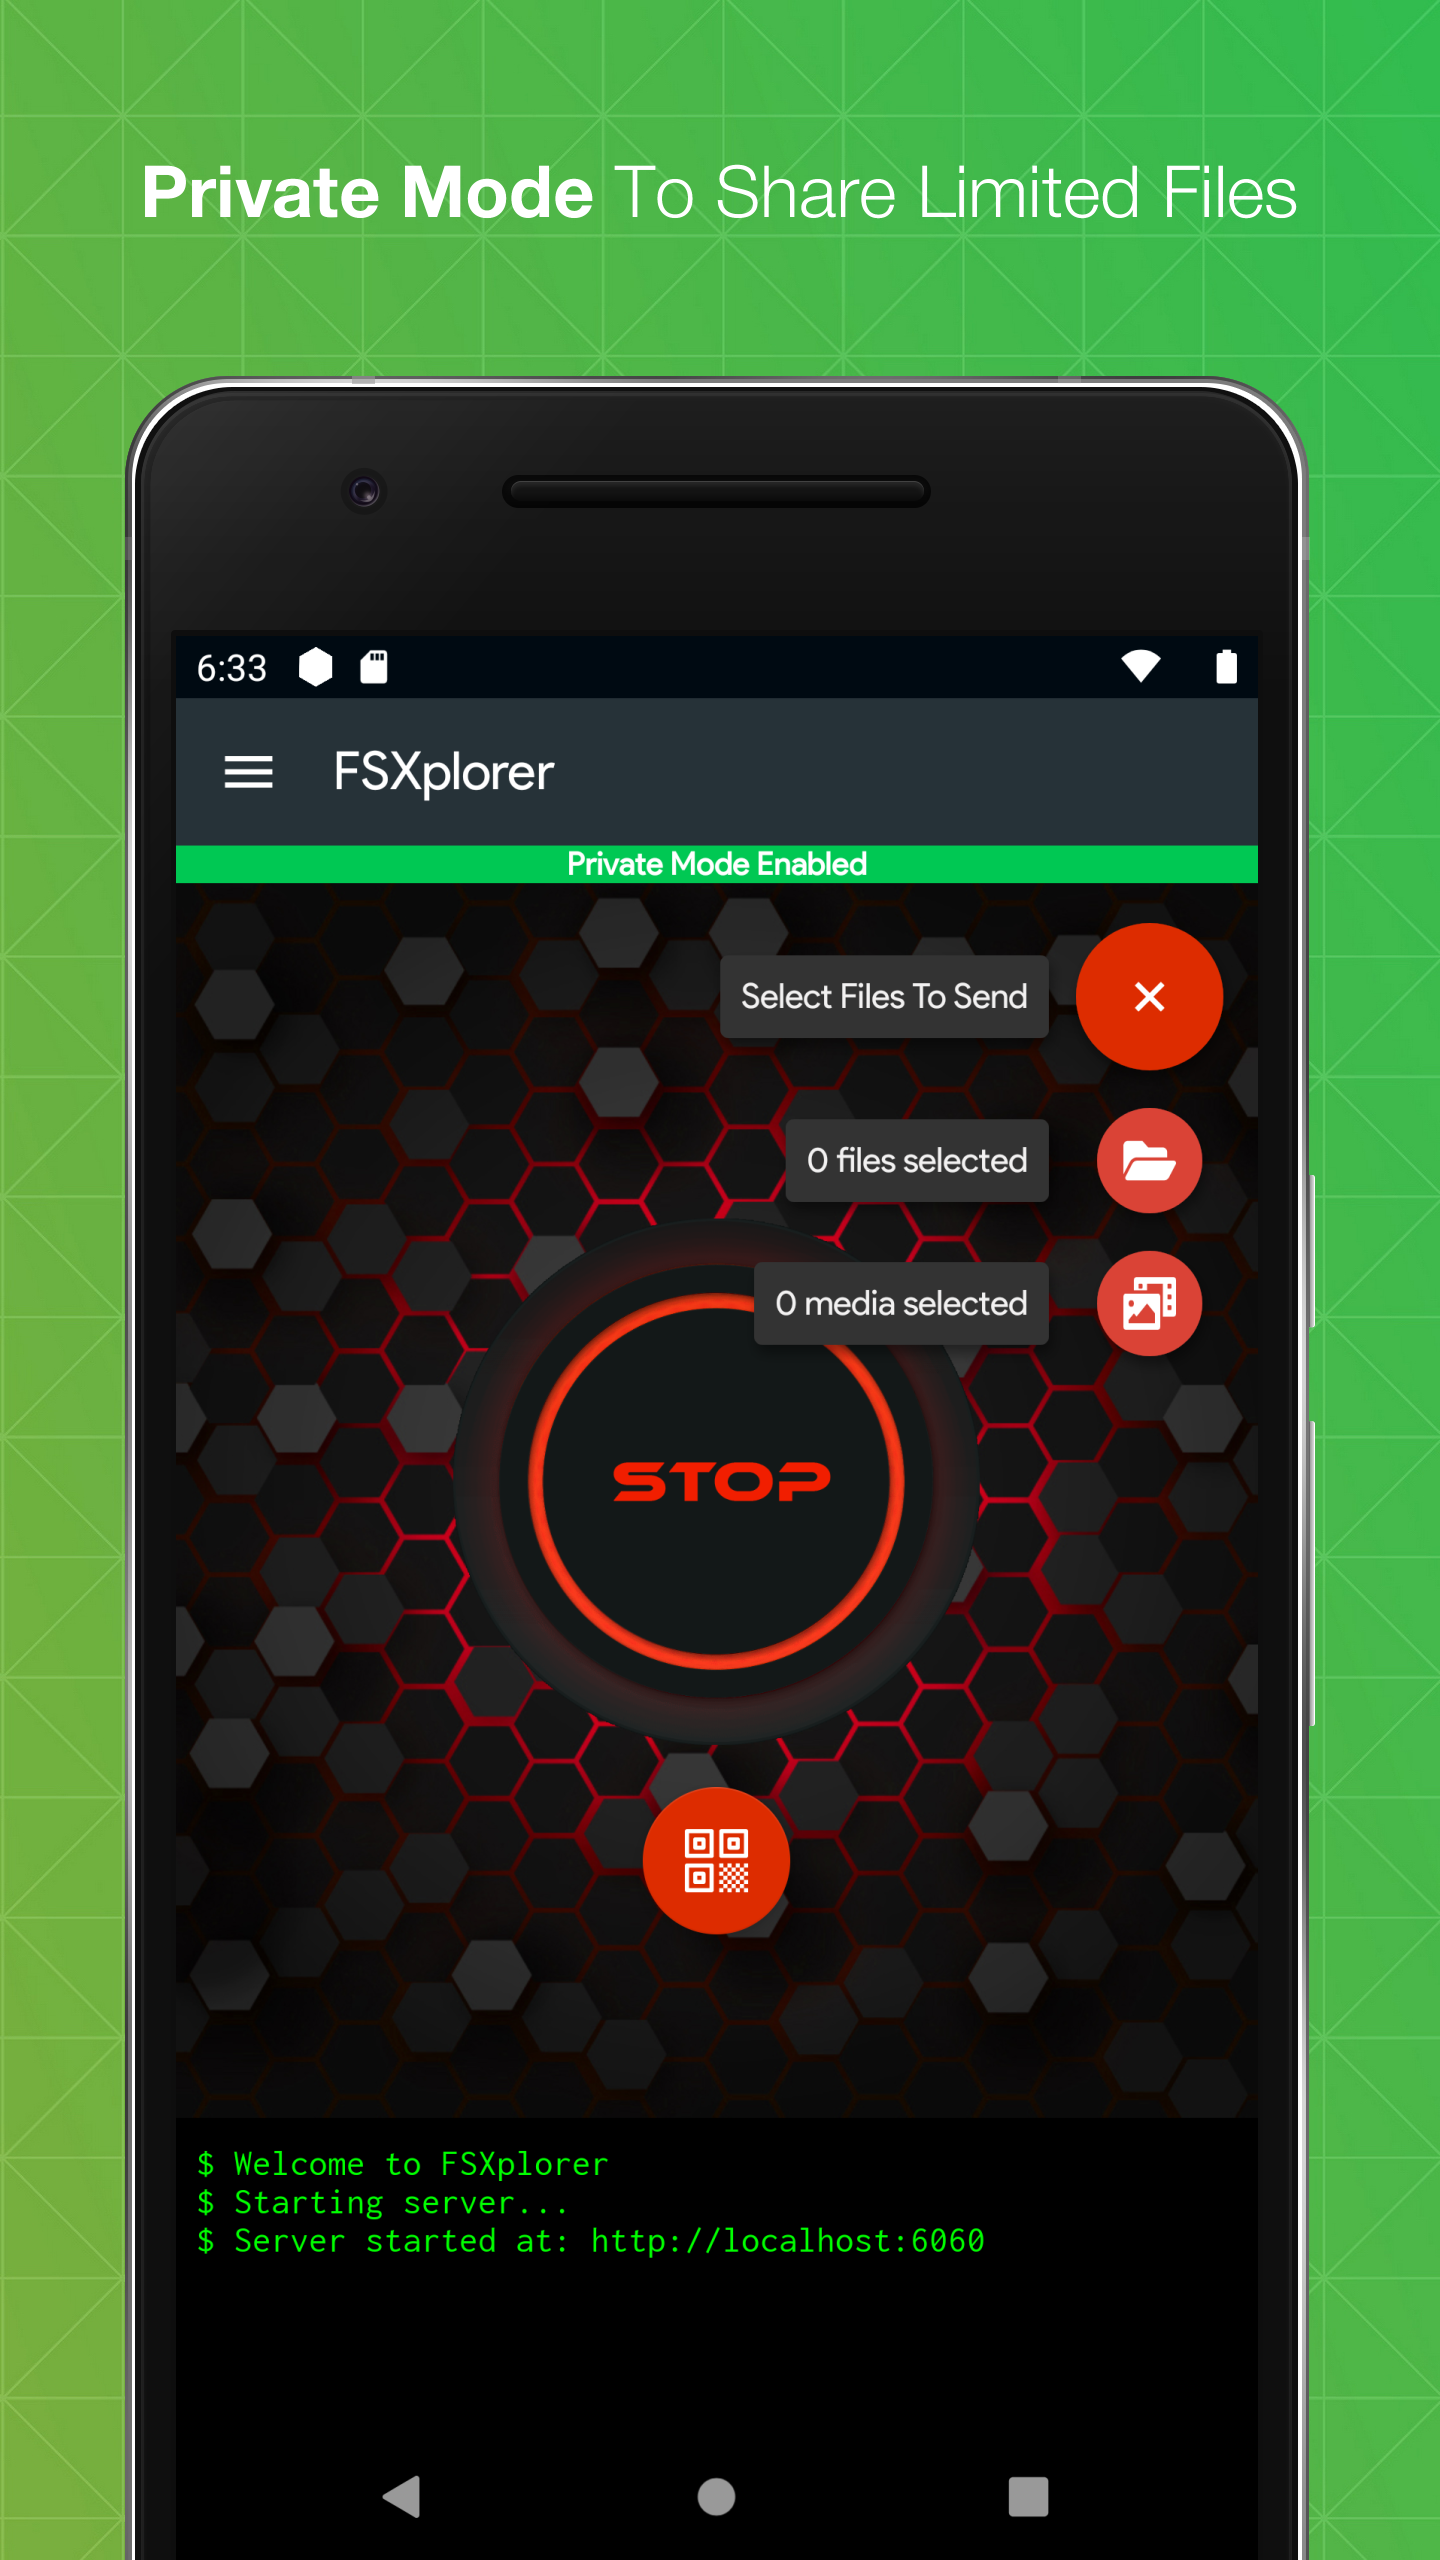 Private Mode To Share Limited Files
6:33
FSXplorer
Private Mode Enabled
Select Files To Send
0 files selected
0 media selected
STOP
$ Welcome to FSXplorer
$ Starting server...
$ Server started at: http://localhost:6060